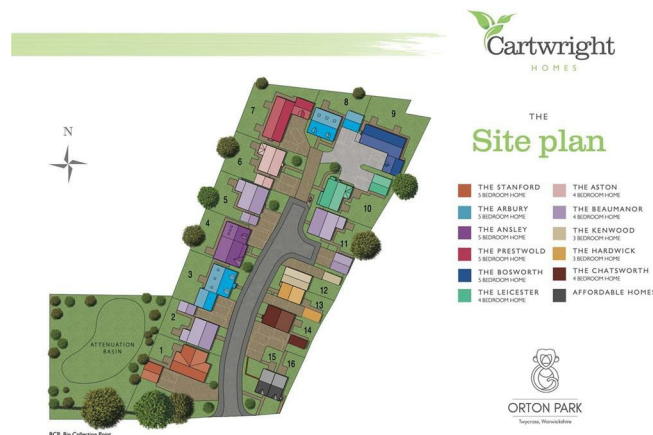 Cartwright
HOMES
THE
Site plan
THE STANFORD
5 BEDROOM HOME
THE ARBURY
5 BEDROOM HOME
THE ANSLEY
5 BEDROOM HOME
THE PRESTWOLD
5 BEDROOM HOME
THE BOSWORTH
5 BEDROOM HOME
THE LEICESTER
4 BEDROOM HOME
THE ASTON
4 BEDROOM HOME
THE BEAUMANOR
4 BEDROOM HOME
THE KENWOOD
3 BEDROOM HOME
THE HARDWICK
3 BEDROOM HOME
THE CHATSWORTH
4 BEDROOM HOME
AFFORDABLE HOMES
N
7
8
9
6
5
10
4
11
3
12
2
13
14
1
15
16
ATTENUATION
BASIN
ORTON PARK
Twycross, Warwickshire
BCP Bin Collection Point